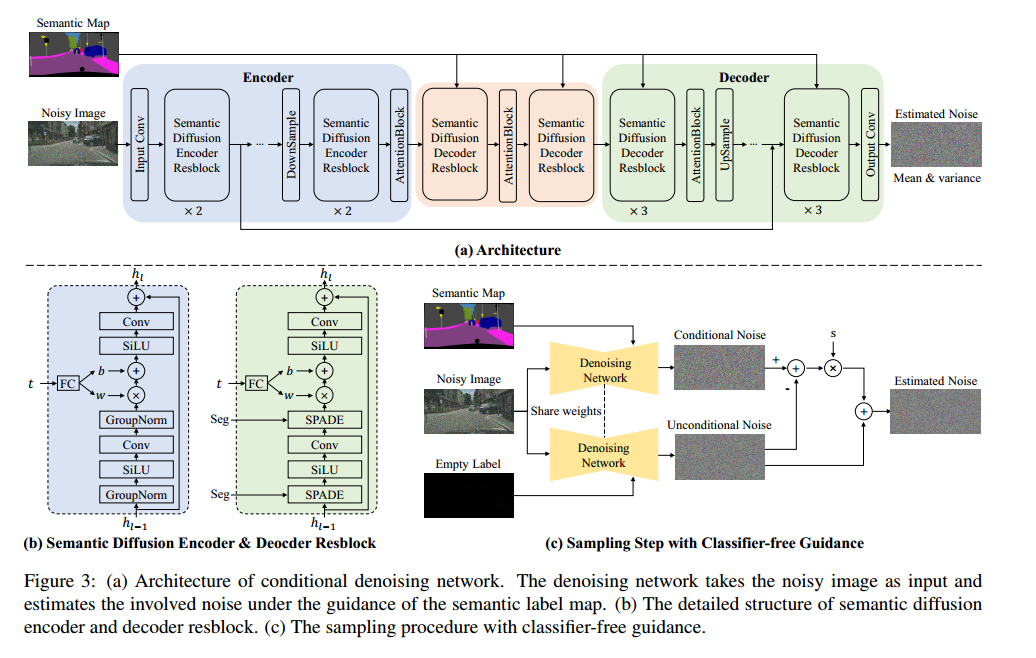 Semantic Map
Encoder
Decoder
Noisy Image
Input Conv
Semantic
Diffusion
Encoder
Resblock
× 2
...
DownSample
Semantic
Diffusion
Encoder
Resblock
× 2
AttentionBlock
Semantic
Diffusion
Decoder
Resblock
AttentionBlock
Semantic
Diffusion
Decoder
Resblock
Semantic
Diffusion
Decoder
Resblock
× 3
AttentionBlock
UpSample
...
Semantic
Diffusion
Decoder
Resblock
× 3
Output Conv
Estimated Noise
Mean & variance
(a) Architecture
h_l
+
Conv
SiLU
+
b
t
FC
w
×
GroupNorm
Conv
SiLU
GroupNorm
h_{l−1}
h_l
+
Conv
SiLU
+
b
t
FC
w
×
Seg
SPADE
Conv
SiLU
Seg
SPADE
h_{l−1}
(b) Semantic Diffusion Encoder & Deocder Resblock
Semantic Map
Noisy Image
Empty Label
Denoising
Network
Share weights
Denoising
Network
Conditional Noise
Unconditional Noise
+
-
+
s
×
+
Estimated Noise
(c) Sampling Step with Classifier-free Guidance
Figure 3: (a) Architecture of conditional denoising network. The denoising network takes the noisy image as input and
estimates the involved noise under the guidance of the semantic label map. (b) The detailed structure of semantic diffusion
encoder and decoder resblock. (c) The sampling procedure with classifier-free guidance.